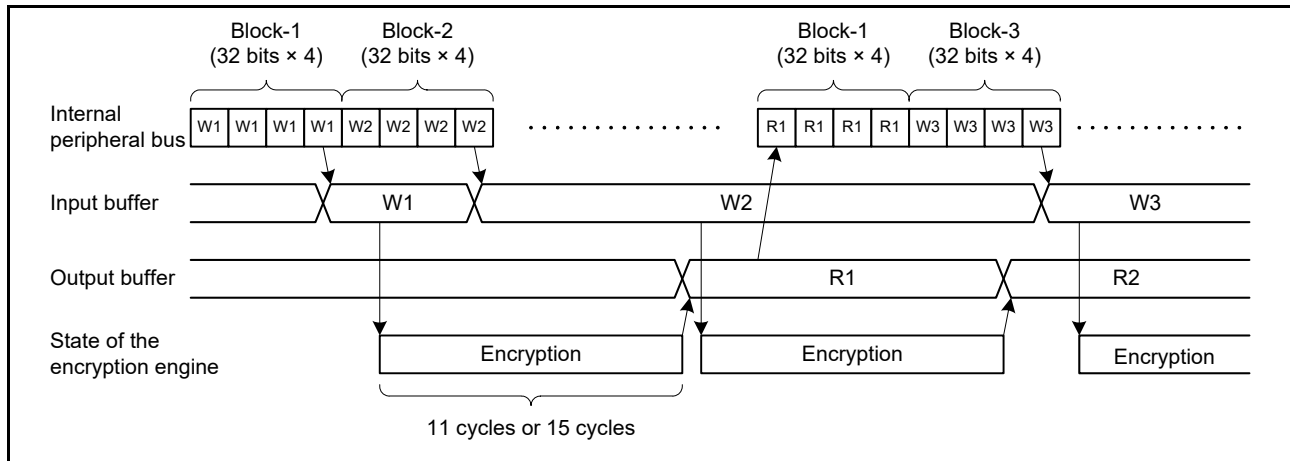 Block-1 Block-2 Block-1 Block-3
(32 bits × 4) (32 bits × 4) (32 bits × 4) (32 bits × 4)
Internal
peripheral bus
W1 W1 W1 W1 W2 W2 W2 W2 R1 R1 R1 R1 W3 W3 W3 W3
Input buffer W1 W2 W3
Output buffer R1 R2
State of the
encryption engine
Encryption Encryption Encryption
11 cycles or 15 cycles